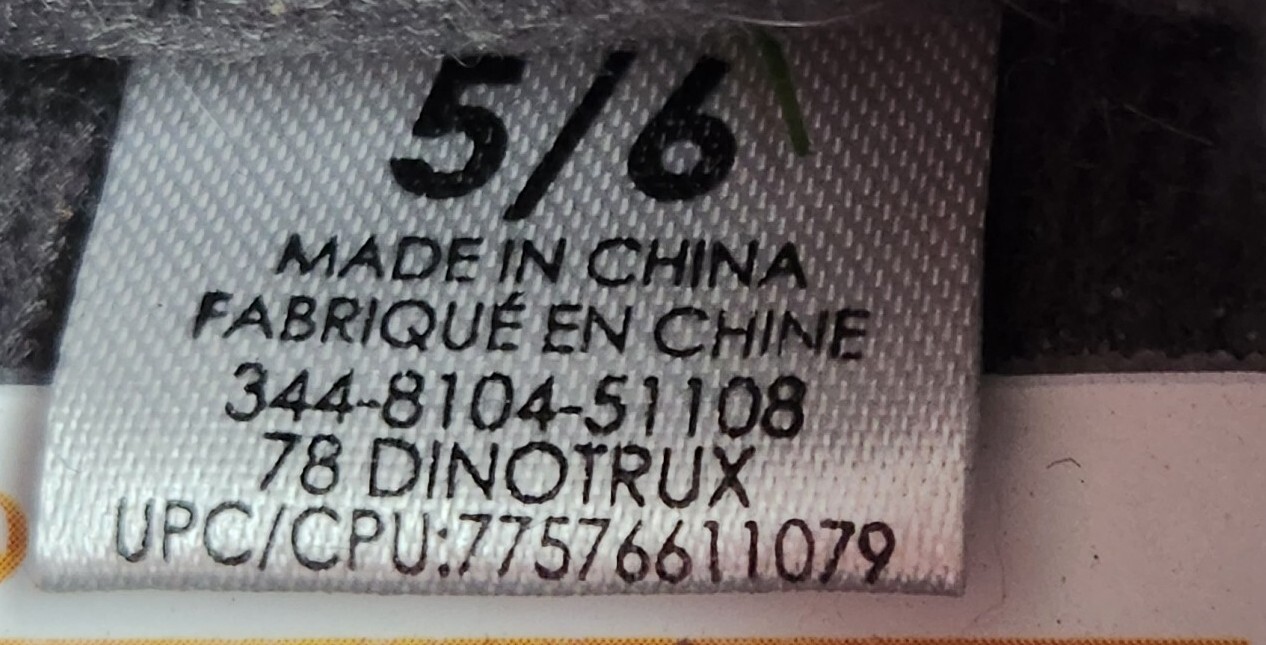 5/6
MADE IN CHINA
FABRIQUÉ EN CHINE
344-8104-51108
78 DINOTRUX
UPC/CPU:77576611079